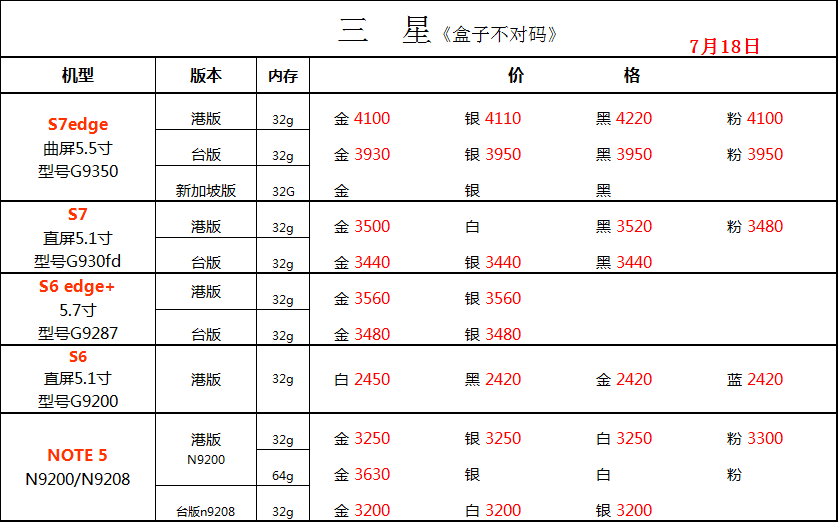 三 星《盒子不对码》
7月18日
机型 版本 内存 价 格
S7edge
曲屏5.5寸
型号G9350
港版 32g 金 4100 银 4110 黑 4220 粉 4100
台版 32g 金 3930 银 3950 黑 3950 粉 3950
新加坡版 32G 金 银 黑
S7
直屏5.1寸
型号G930fd
港版 32g 金 3500 白 黑 3520 粉 3480
台版 32g 金 3440 银 3440 黑 3440
S6 edge+
5.7寸
型号G9287
港版 32g 金 3560 银 3560
台版 32g 金 3480 银 3480
S6
直屏5.1寸
型号G9200
港版 32g 白 2450 黑 2420 金 2420 蓝 2420
NOTE 5
N9200/N9208
港版
N9200
32g 金 3250 银 3250 白 3250 粉 3300
64g 金 3630 银 白 粉
台版n9208 32g 金 3200 白 3200 银 3200